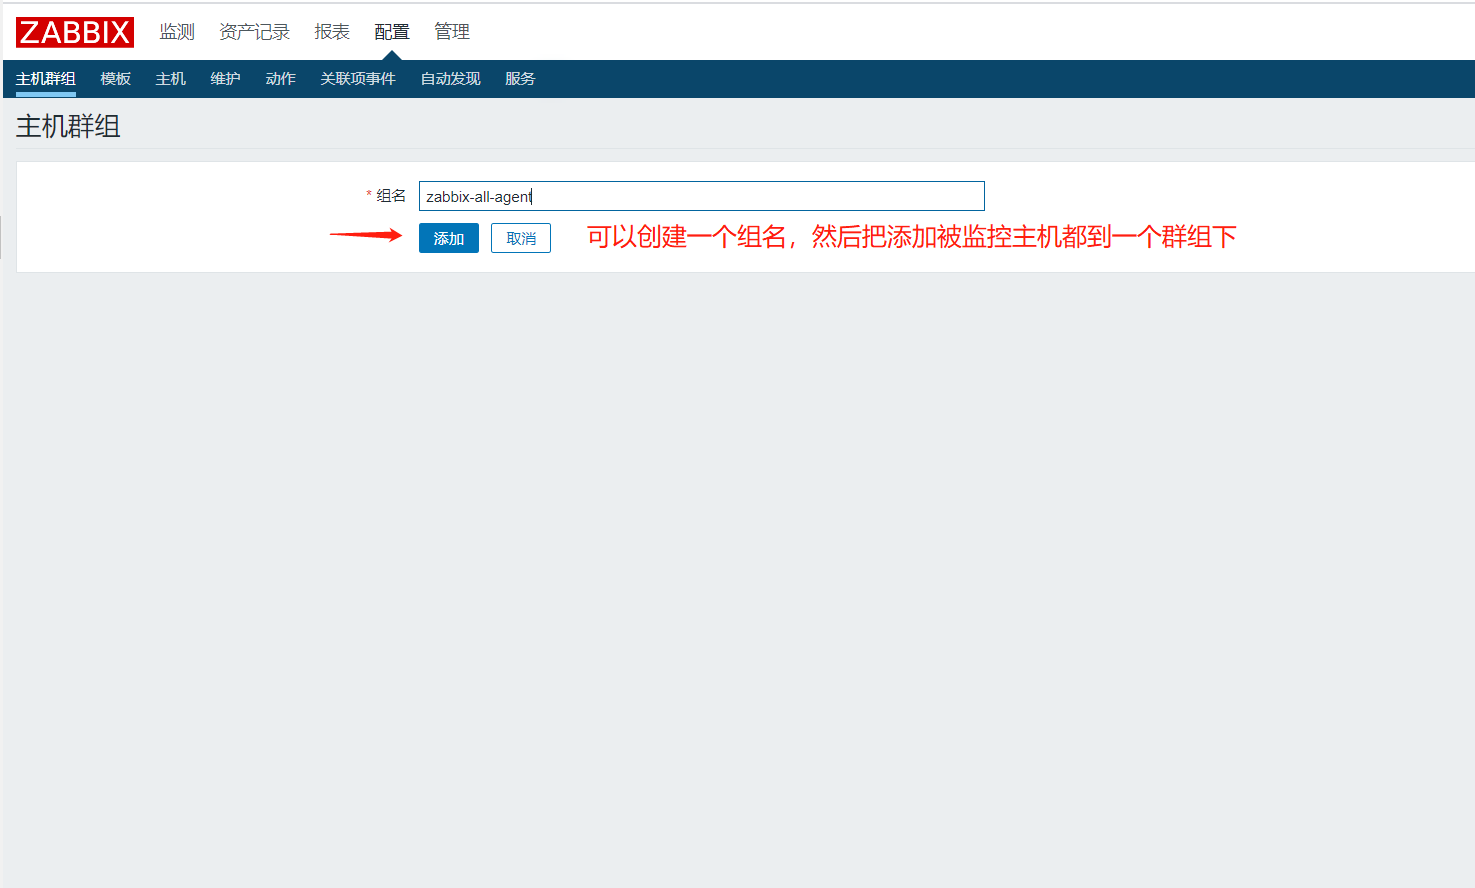 ZABBIX 监测 资产记录 报表 配置 管理
主机群组 模板 主机 维护 动作 关联项事件 自动发现 服务
主机群组
* 组名 zabbix-all-agent
添加 取消 可以创建一个组名，然后把添加被监控主机都到一个群组下